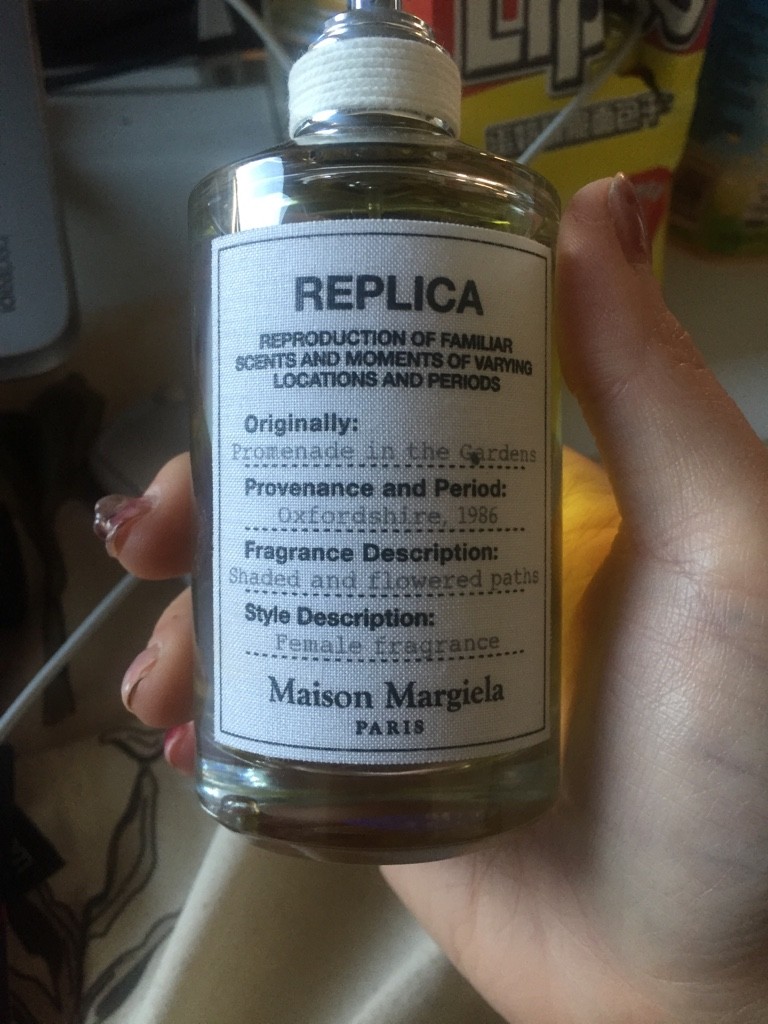 REPLICA
REPRODUCTION OF FAMILIAR
SCENTS AND MOMENTS OF VARYING
LOCATIONS AND PERIODS
Originally:
Promenade in the Gardens
Provenance and Period:
Oxfordshire, 1986
Fragrance Description:
Shaded and flowered paths
Style Description:
Female fragrance
Maison Margiela
PARIS